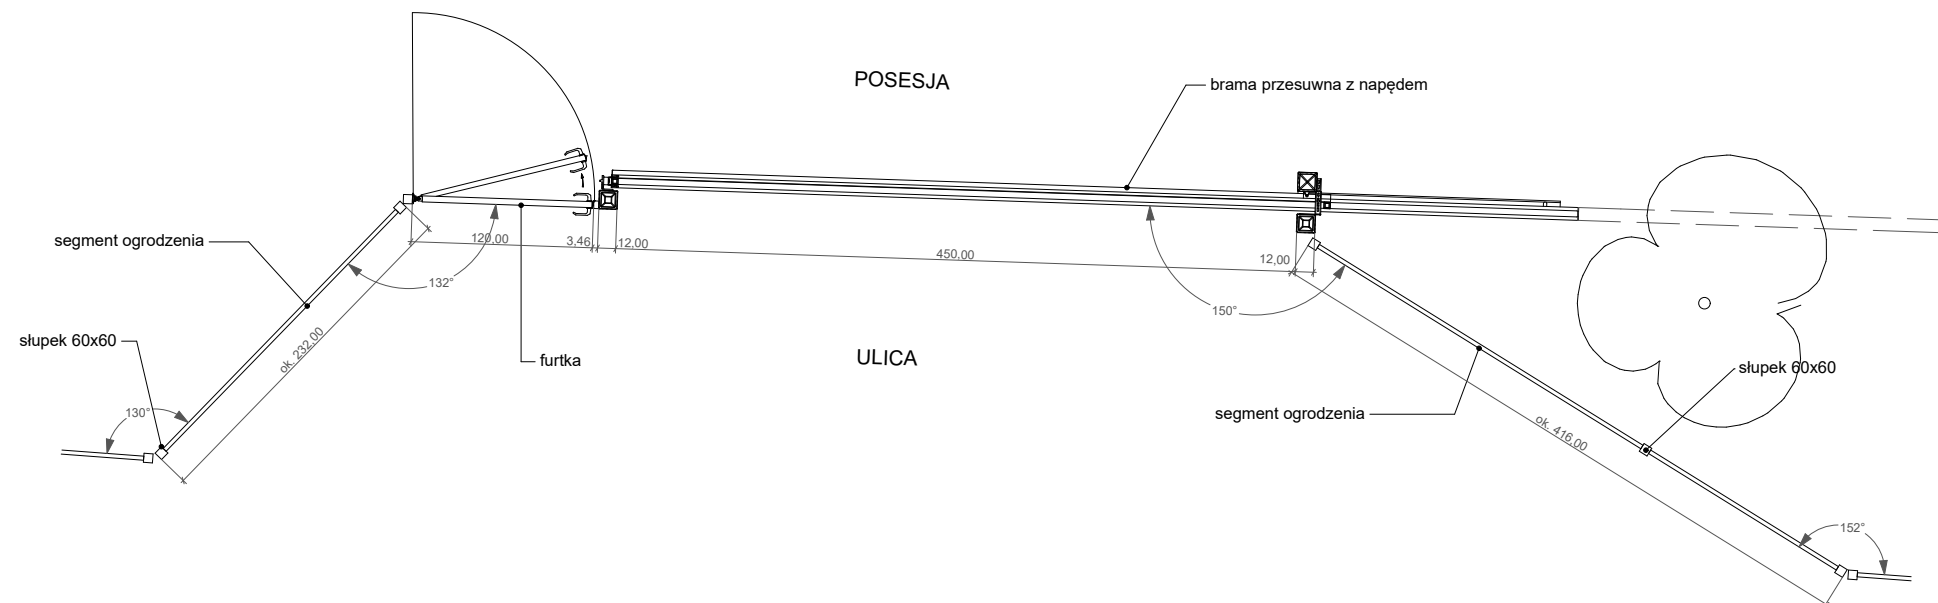 POSESJA
brama przesuwna z napędem
segment ogrodzenia
120,00
3,46
12,00
450,00
12,00
132°
150°
słupek 60x60
ok. 232,00
furtka
ULICA
słupek 60x60
130°
segment ogrodzenia
ok. 416,00
152°